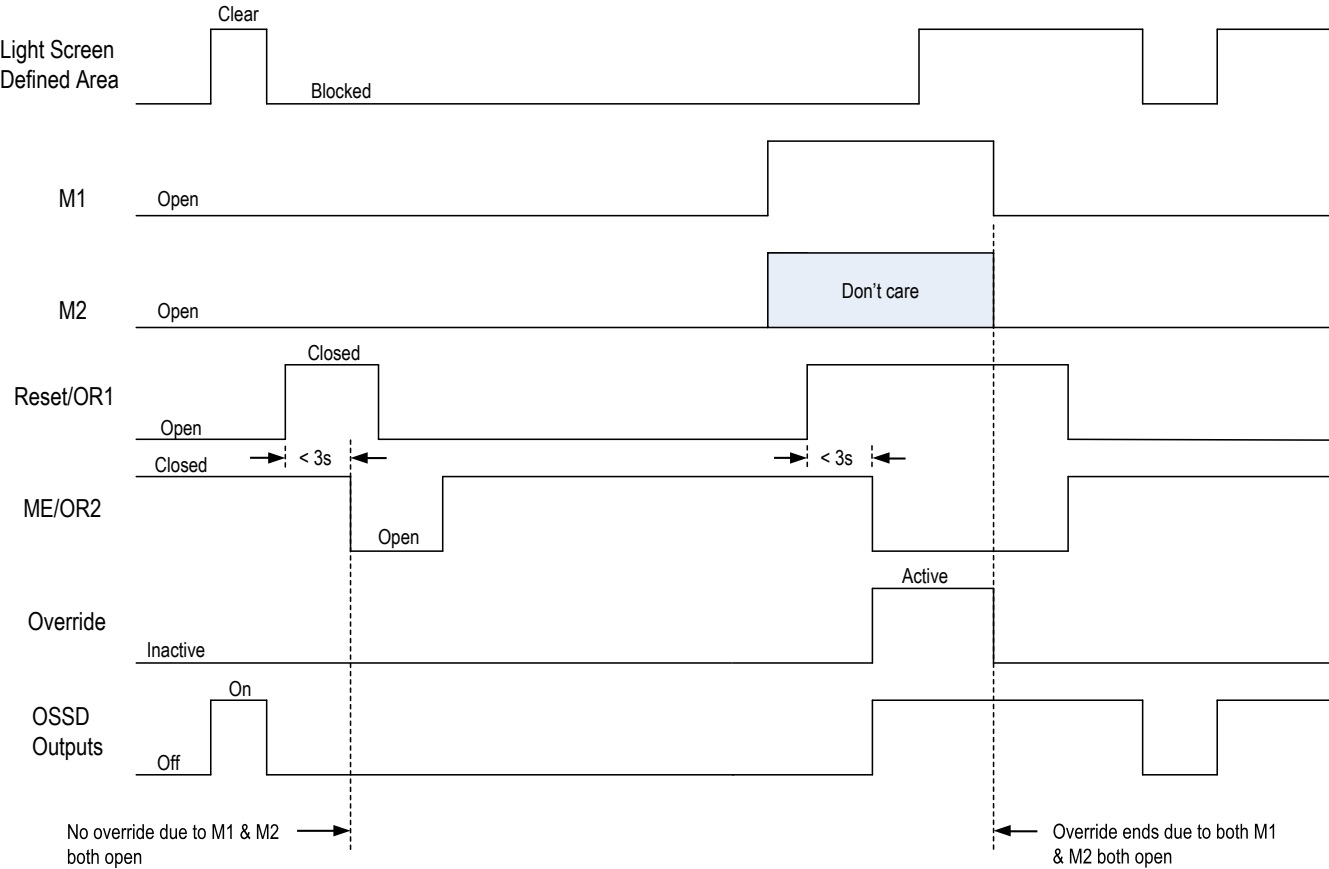 Clear
Light Screen
Defined Area
Blocked
M1
Open
M2
Open
Don't care
Closed
Reset/OR1
Open
< 3s
< 3s
Closed
ME/OR2
Open
Active
Override
Inactive
On
OSSD
Outputs
Off
No override due to M1 & M2
both open
Override ends due to both M1
& M2 both open